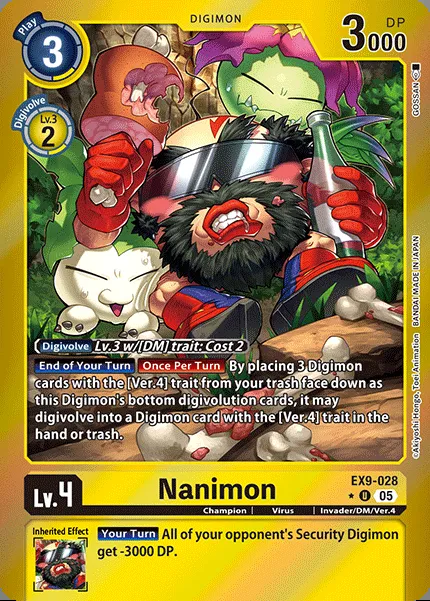 DIGIMON
Play
3
DP
3000
Digivolve
Lv.3
2
GOSSAN
BANDAI MADE IN JAPAN
©Akiyoshi Hongo, Toei Animation
Digivolve Lv.3 w/[DM] trait: Cost 2
End of Your Turn Once Per Turn By placing 3 Digimon
cards with the [Ver.4] trait from your trash face down as
this Digimon's bottom digivolution cards, it may
digivolve into a Digimon card with the [Ver.4] trait in the
hand or trash.
Lv.4
Nanimon
EX9-028
U 05
Champion | Virus | Invader/DM/Ver.4
Inherited Effect
Your Turn All of your opponent's Security Digimon
get -3000 DP.